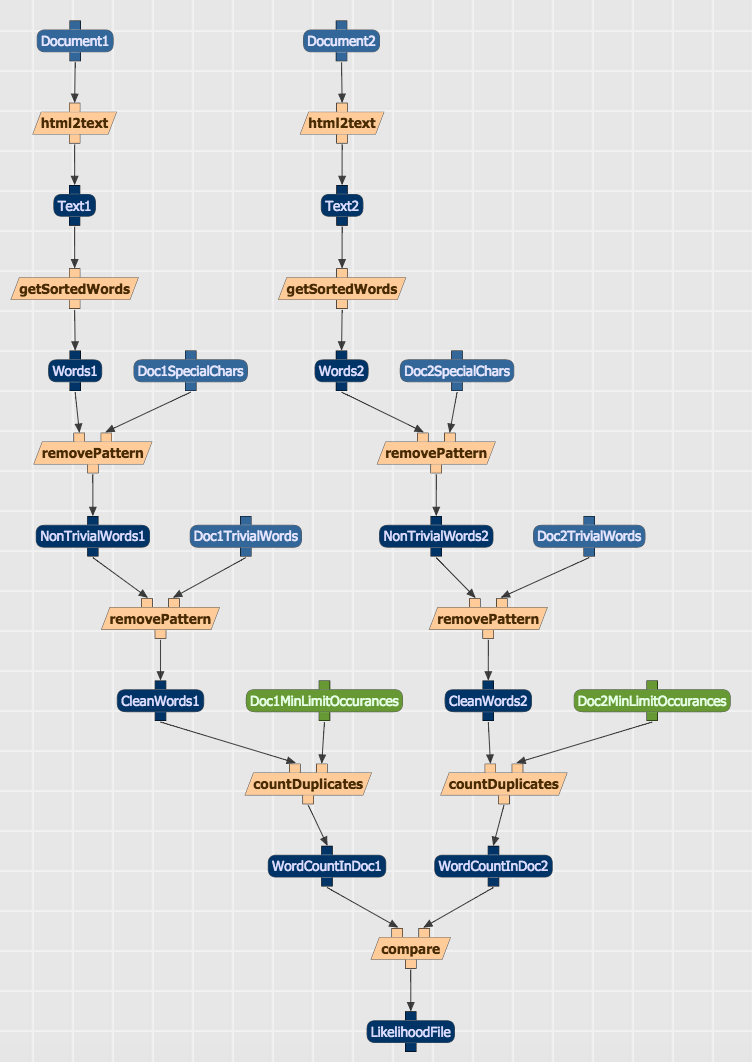 Document1 Document2
html2text html2text
Text1 Text2
getSortedWords getSortedWords
Words1 Doc1SpecialChars Words2 Doc2SpecialChars
removePattern removePattern
NonTrivialWords1 Doc1TrivialWords NonTrivialWords2 Doc2TrivialWords
removePattern removePattern
CleanWords1 Doc1MinLimitOccurances CleanWords2 Doc2MinLimitOccurances
countDuplicates countDuplicates
WordCountInDoc1 WordCountInDoc2
compare
LikelihoodFile